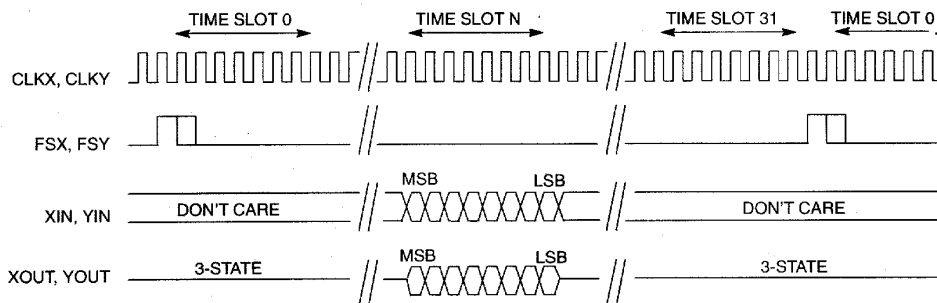 TIME SLOT 0 TIME SLOT N TIME SLOT 31 TIME SLOT 0
CLKX, CLKY
FSX, FSY
MSB LSB
XIN, YIN DON'T CARE DON'T CARE
MSB LSB
XOUT, YOUT 3-STATE 3-STATE